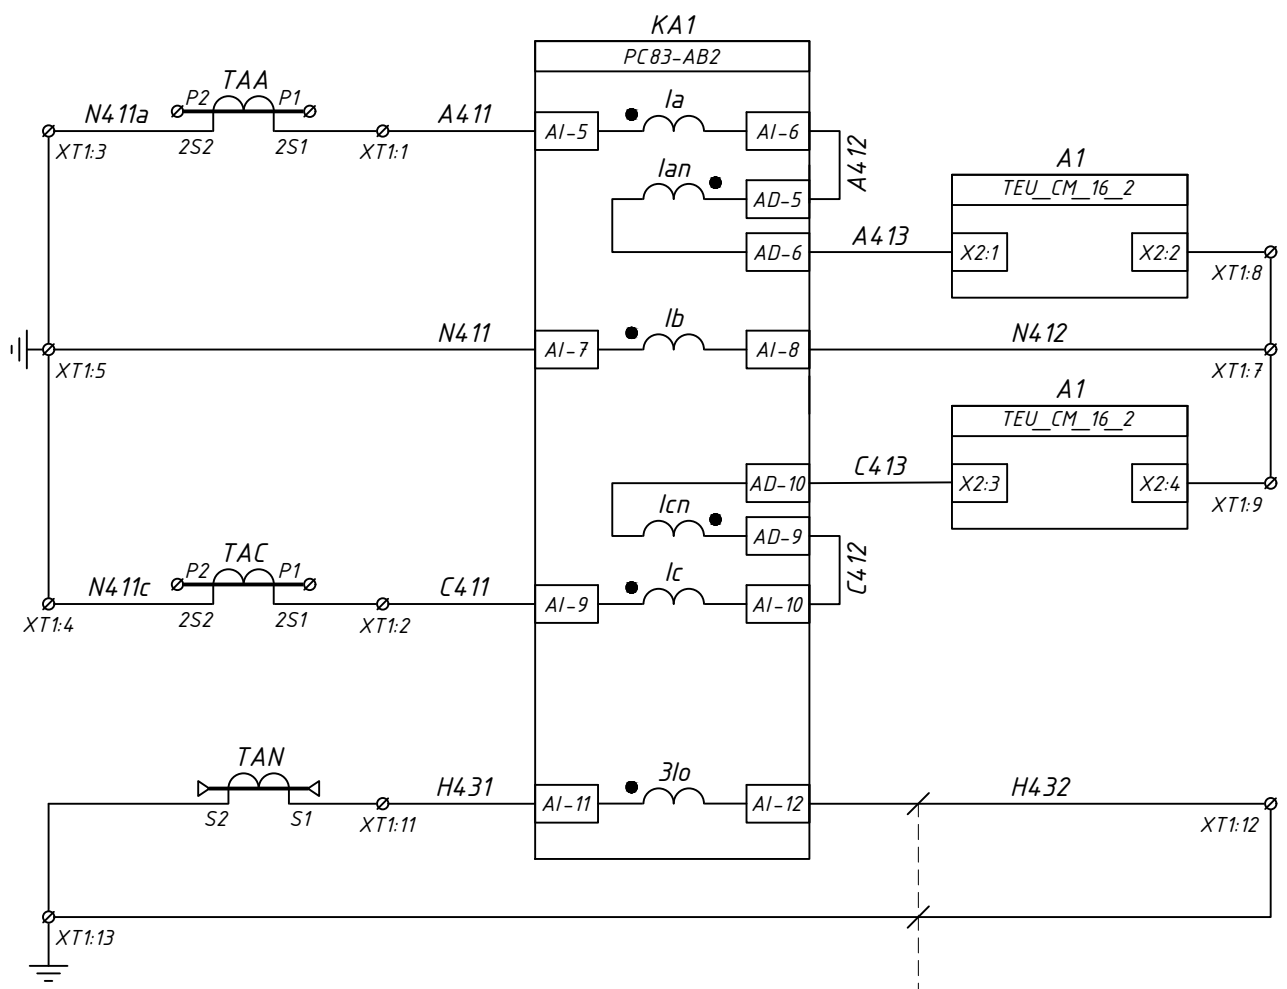 KA1
PC83-AB2
TAA
P2
P1
N411a
A411
2S2
2S1
XT1:3
XT1:1
AI-5
Ia
AI-6
A412
Ian
AD-5
A1
TEU_CM_16_2
A413
AD-6
X2:1
X2:2
XT1:8
N411
Ib
N412
AI-7
AI-8
XT1:5
XT1:7
A1
TEU_CM_16_2
C413
AD-10
X2:3
X2:4
XT1:9
Icn
AD-9
C412
TAC
P2
P1
N411c
C411
Ic
AI-9
AI-10
2S2
2S1
XT1:4
XT1:2
TAN
H431
3Io
H432
AI-11
AI-12
S2
S1
XT1:11
XT1:12
XT1:13